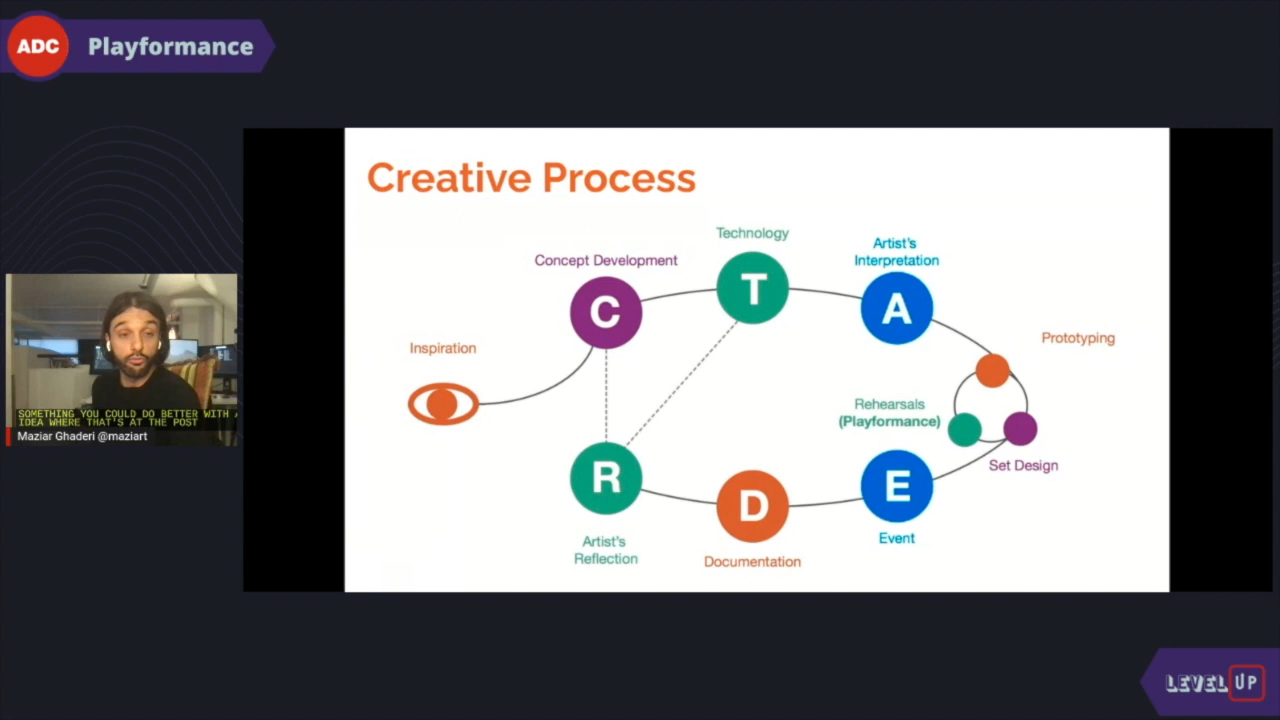 ADC
Playformance
Creative Process
Technology
Artist's
Interpretation
Concept Development
T
C
A
Prototyping
Inspiration
Rehearsals
(Playformance)
Set Design
SOMETHING YOU COULD DO BETTER WITH
IDEA WHERE THAT'S AT THE POST
Maziar Ghaderi @maziart
R
D
E
Event
Artist's
Reflection
Documentation
LEVEL UP